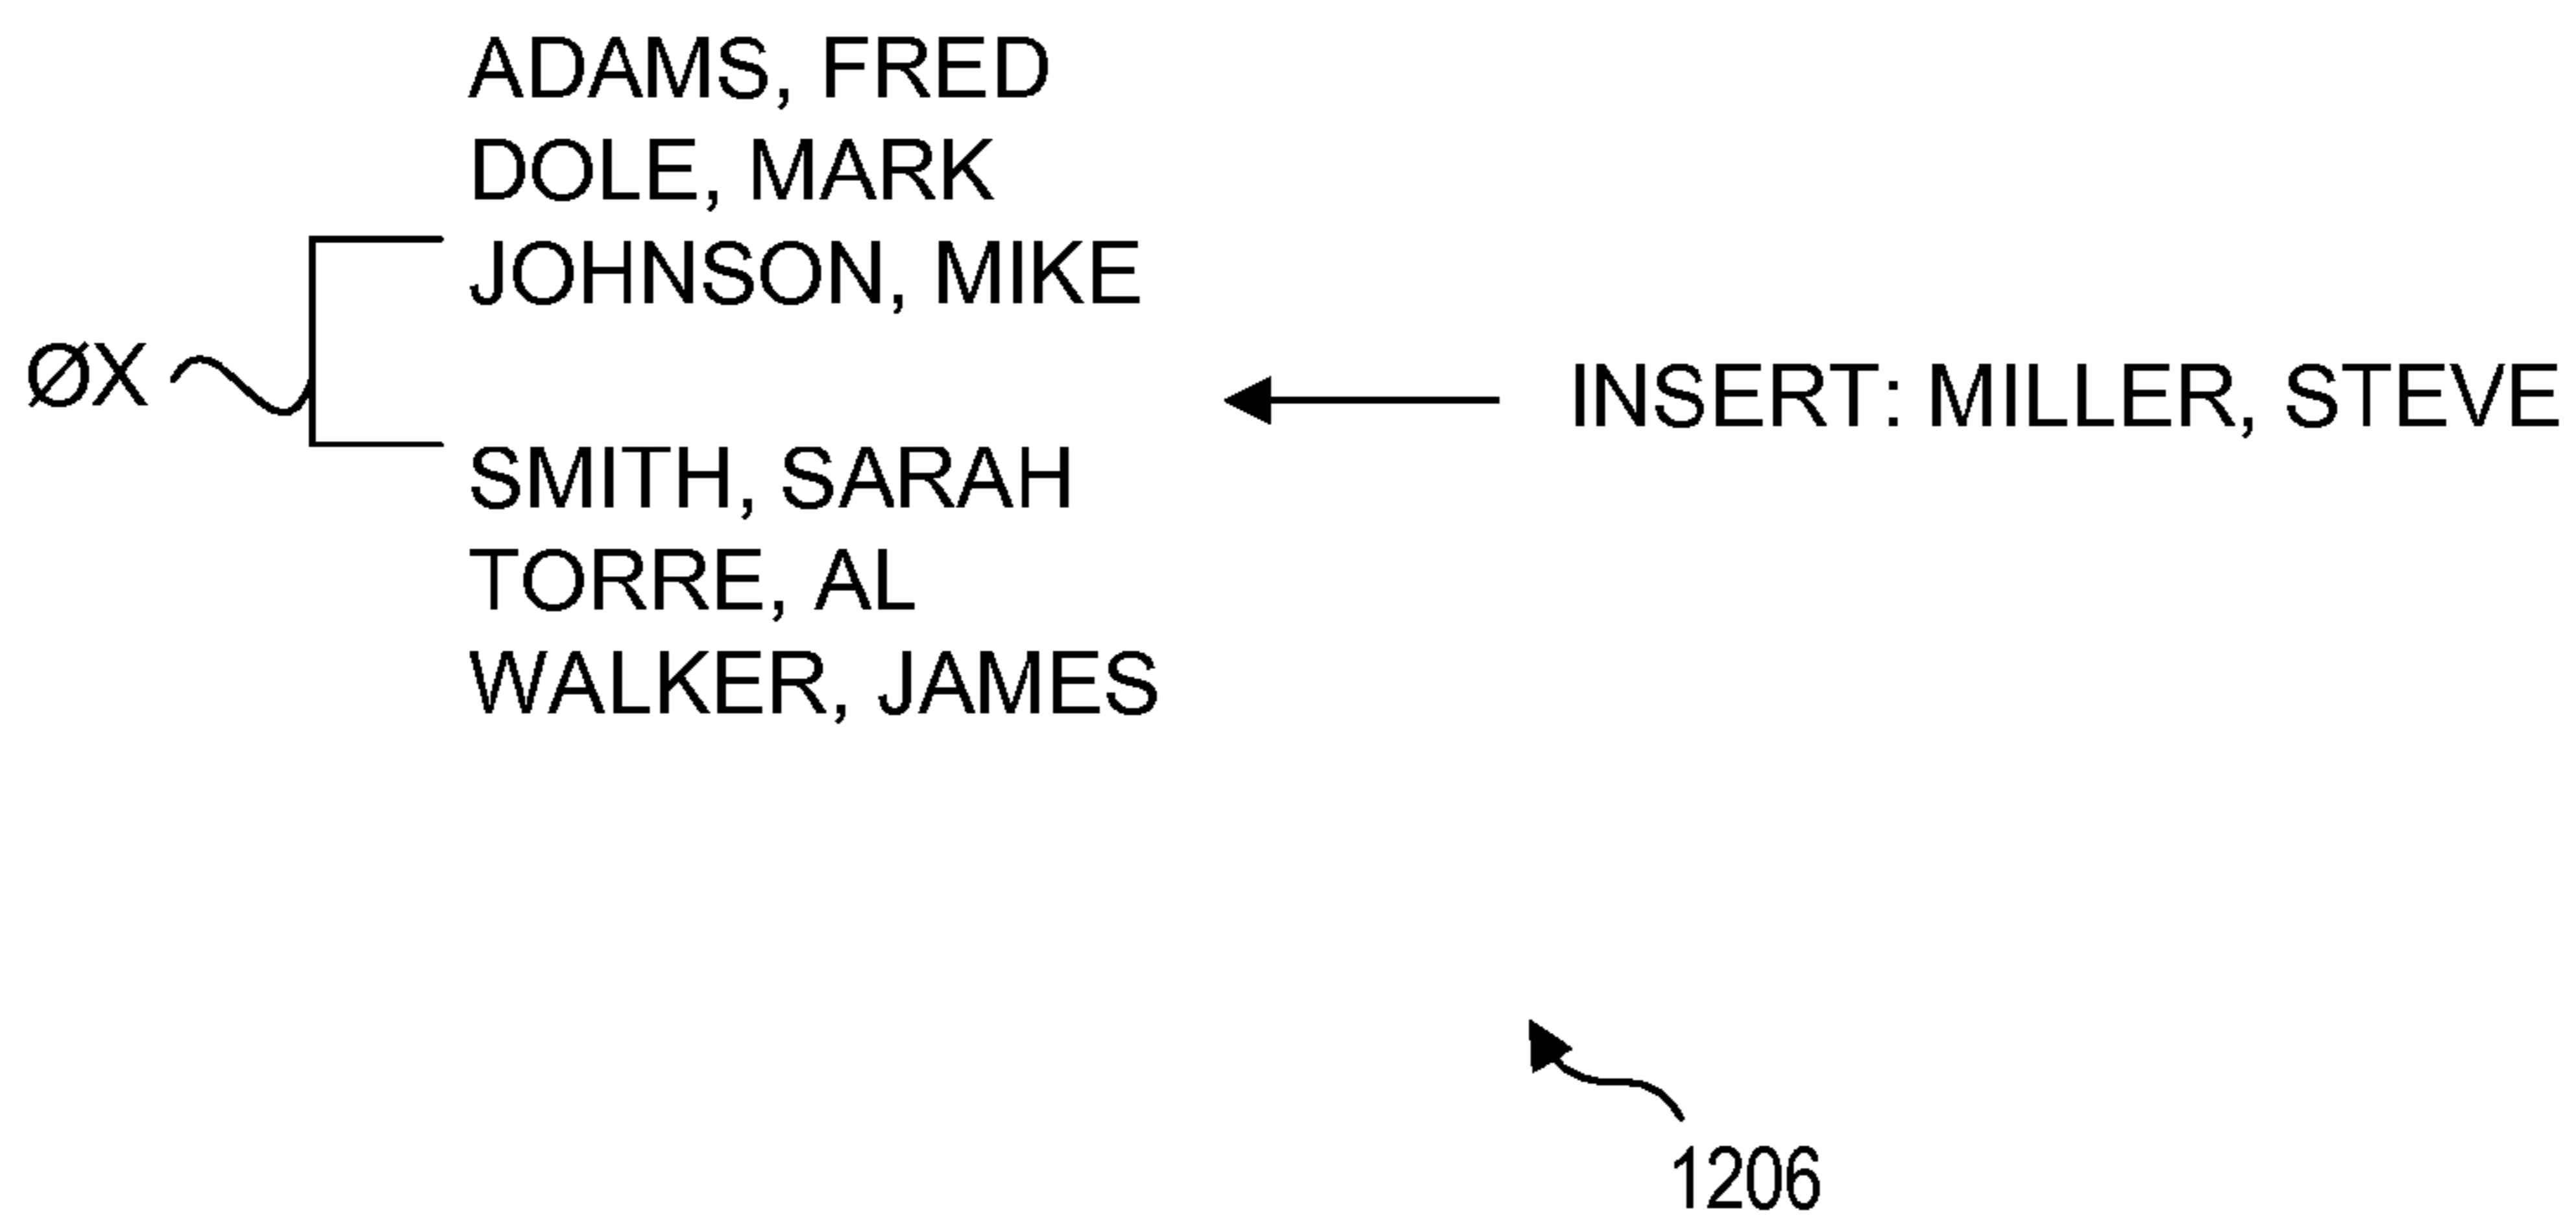 ADAMS, FRED
DOLE, MARK
JOHNSON, MIKE
ØX
INSERT: MILLER, STEVE
SMITH, SARAH
TORRE, AL
WALKER, JAMES
1206